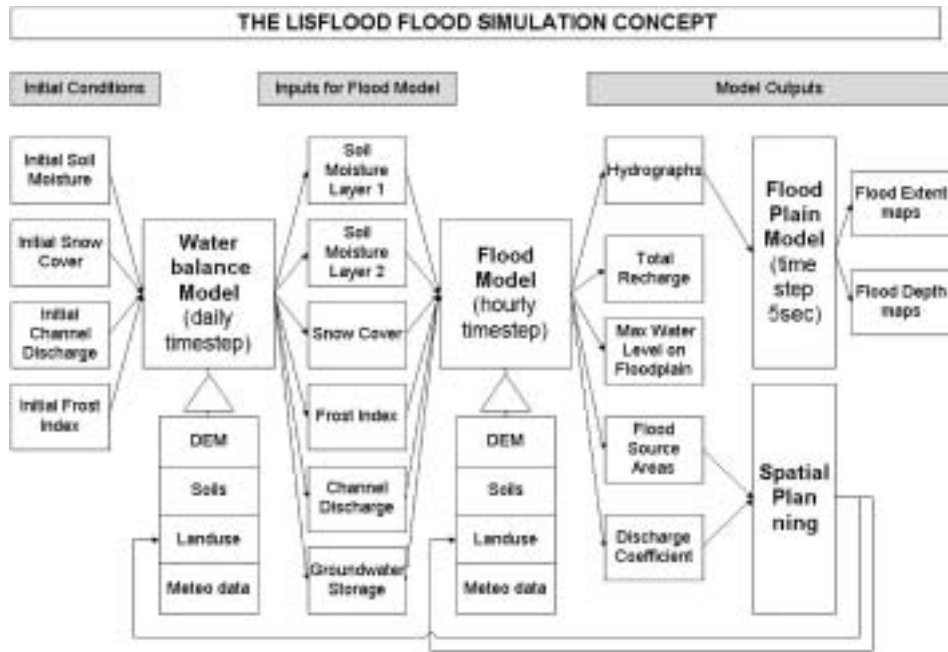 THE LISFLOOD FLOOD SIMULATION CONCEPT
Initial Conditions
Inputs for Flood Model
Model Outputs
Initial Soil
Moisture
Initial Snow
Cover
Initial
Channel
Discharge
Initial Frost
Index
Water
balance
Model
(daily
timestep)
DEM
Soils
Landuse
Meteo data
Soil
Moisture
Layer 1
Soil
Moisture
Layer 2
Snow Cover
Frost Index
Channel
Discharge
Groundwater
Storage
Flood
Model
(hourly
timestep)
DEM
Soils
Landuse
Meteo data
Hydrographs
Total
Recharge
Max Water
Level on
Floodplain
Flood
Source
Areas
Discharge
Coefficient
Flood
Plain
Model
(time
step
5sec)
Spatial
Plan
ning
Flood Extent
maps
Flood Depth
maps